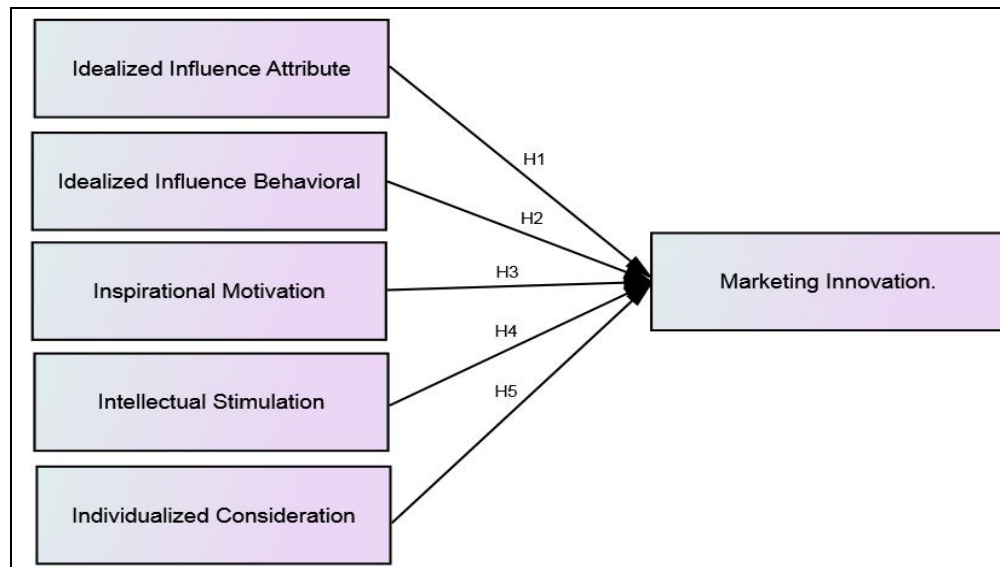 Idealized Influence Attribute
H1
Idealized Influence Behavioral
H2
Inspirational Motivation
H3
Marketing Innovation.
Intellectual Stimulation
H4
Individualized Consideration
H5